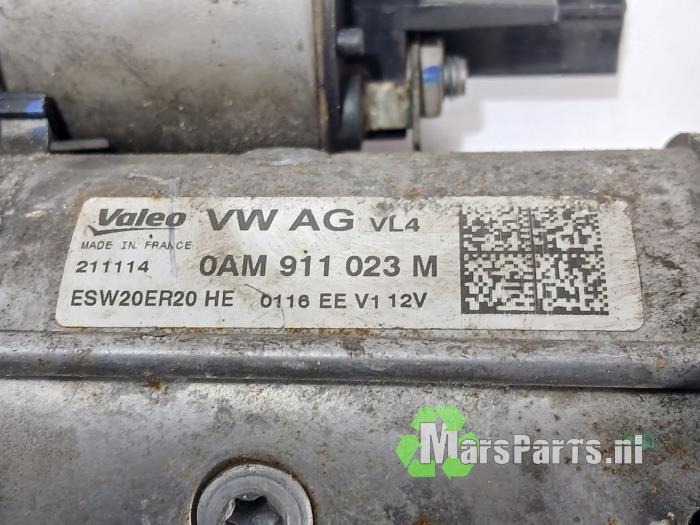 Valeo VW AG VL4
MADE IN FRANCE
211114 0AM 911 023 M
ESW20ER20 HE 0116 EE V1 12V
MarsParts.nl